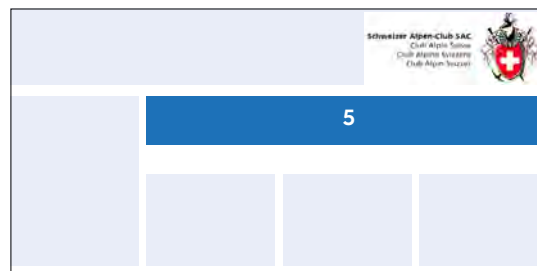 Schweizer Alpen-Club SAC
Club Alpin Suisse
Club Alpino Svizzero
Club Alpin Svizzer
5